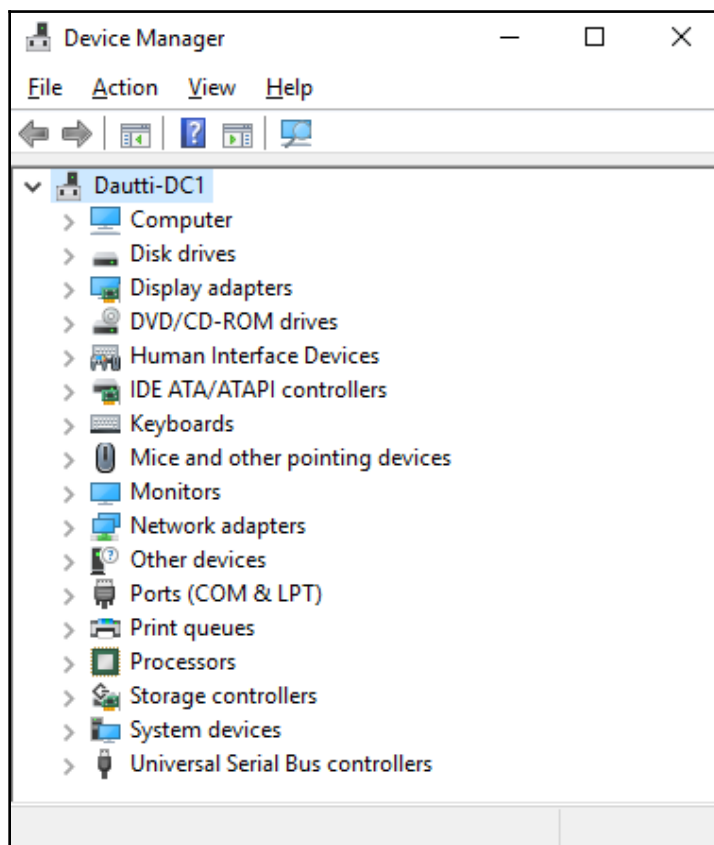 Device Manager
File Action View Help
Dautti-DC1
Computer
Disk drives
Display adapters
DVD/CD-ROM drives
Human Interface Devices
IDE ATA/ATAPI controllers
Keyboards
Mice and other pointing devices
Monitors
Network adapters
Other devices
Ports (COM & LPT)
Print queues
Processors
Storage controllers
System devices
Universal Serial Bus controllers